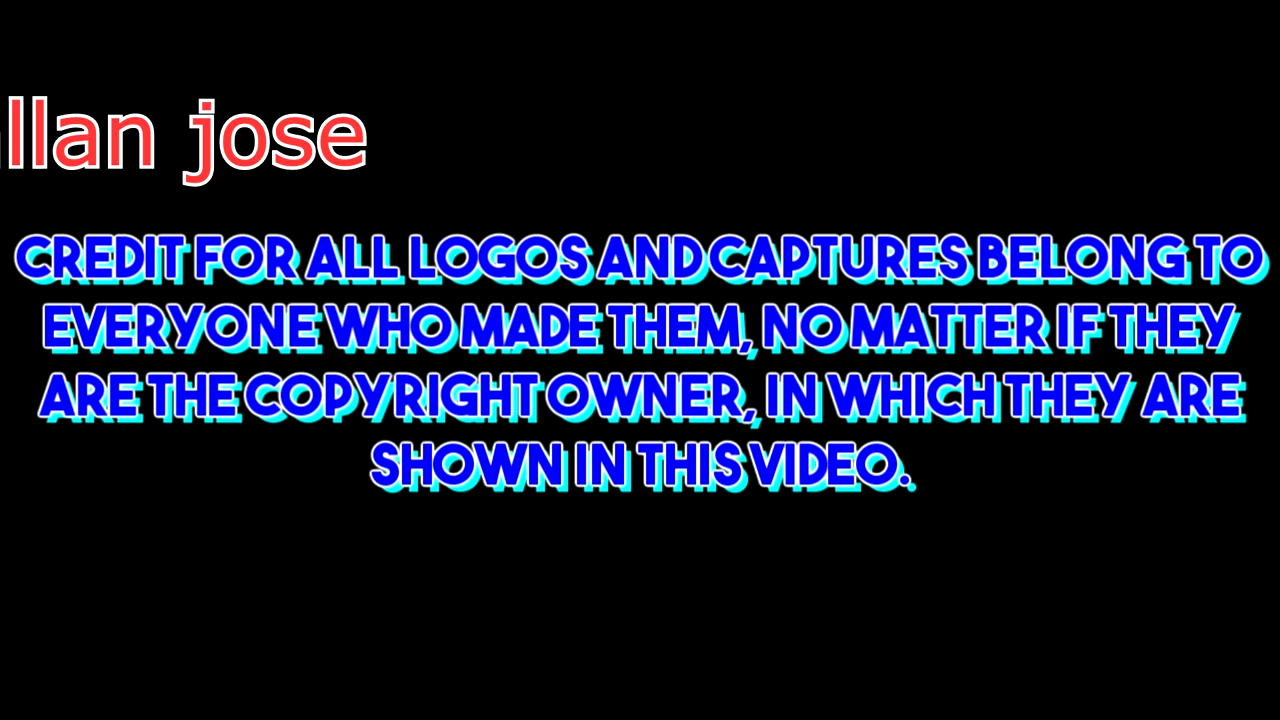 llan jose
CREDIT FOR ALL LOGOS AND CAPTURES BELONG TO
EVERYONE WHO MADE THEM, NO MATTER IF THEY
ARE THE COPYRIGHT OWNER, IN WHICH THEY ARE
SHOWN IN THIS VIDEO.